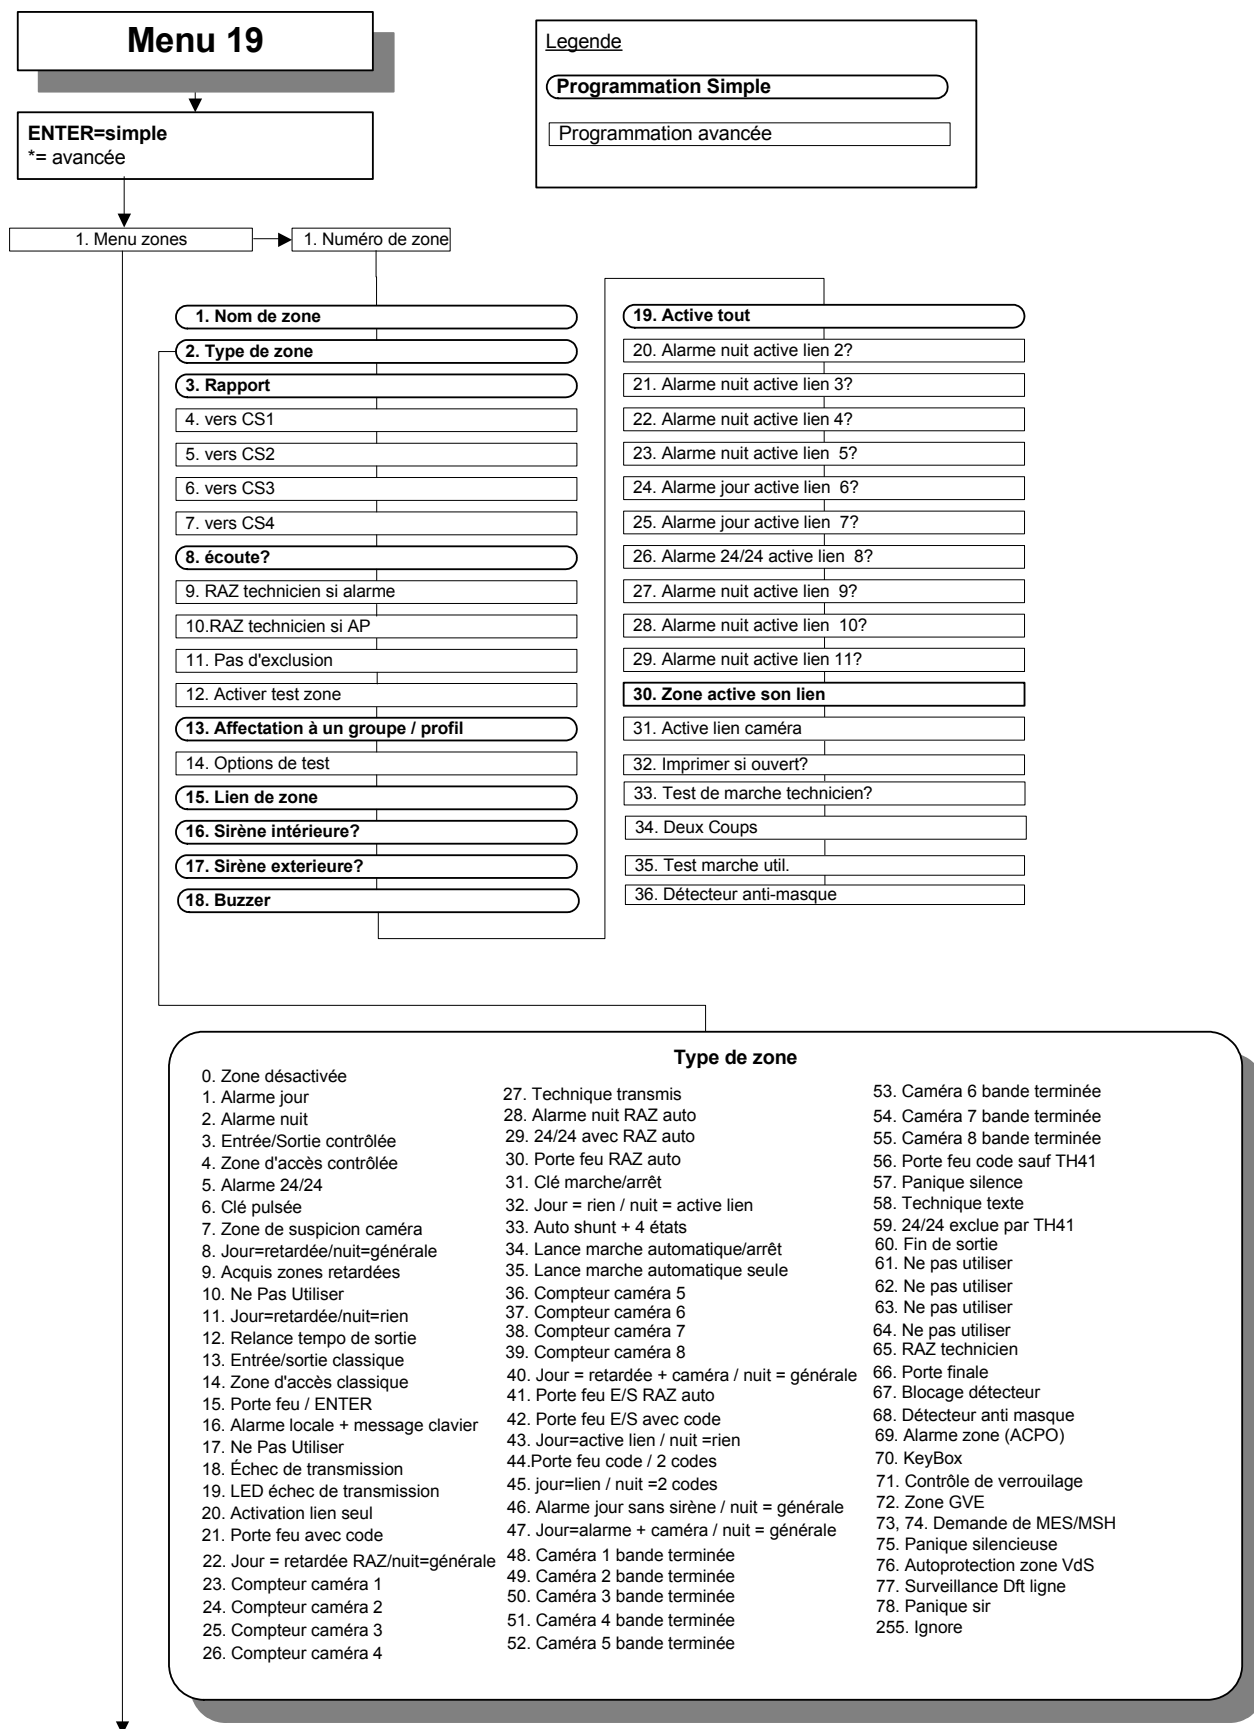 Menu 19
Legende
Programmation Simple
Programmation avancée
ENTER=simple
*= avancée
1. Menu zones
1. Numéro de zone
1. Nom de zone
2. Type de zone
3. Rapport
4. vers CS1
5. vers CS2
6. vers CS3
7. vers CS4
8. écoute?
9. RAZ technicien si alarme
10.RAZ technicien si AP
11. Pas d'exclusion
12. Activer test zone
13. Affectation à un groupe / profil
14. Options de test
15. Lien de zone
16. Sirène intérieure?
17. Sirène exterieure?
18. Buzzer
19. Active tout
20. Alarme nuit active lien 2?
21. Alarme nuit active lien 3?
22. Alarme nuit active lien 4?
23. Alarme nuit active lien  5?
24. Alarme jour active lien  6?
25. Alarme jour active lien  7?
26. Alarme 24/24 active lien  8?
27. Alarme nuit active lien  9?
28. Alarme nuit active lien  10?
29. Alarme nuit active lien 11?
30. Zone active son lien
31. Active lien caméra
32. Imprimer si ouvert?
33. Test de marche technicien?
34. Deux Coups
35. Test marche util.
36. Détecteur anti-masque
Type de zone
0. Zone désactivée
1. Alarme jour
2. Alarme nuit
3. Entrée/Sortie contrôlée
4. Zone d'accès contrôlée
5. Alarme 24/24
6. Clé pulsée
7. Zone de suspicion caméra
8. Jour=retardée/nuit=générale
9. Acquis zones retardées
10. Ne Pas Utiliser
11. Jour=retardée/nuit=rien
12. Relance tempo de sortie
13. Entrée/sortie classique
14. Zone d'accès classique
15. Porte feu / ENTER
16. Alarme locale + message clavier
17. Ne Pas Utiliser
18. Échec de transmission
19. LED échec de transmission
20. Activation lien seul
21. Porte feu avec code
22. Jour = retardée RAZ/nuit=générale
23. Compteur caméra 1
24. Compteur caméra 2
25. Compteur caméra 3
26. Compteur caméra 4
27. Technique transmis
28. Alarme nuit RAZ auto
29. 24/24 avec RAZ auto
30. Porte feu RAZ auto
31. Clé marche/arrêt
32. Jour = rien / nuit = active lien
33. Auto shunt + 4 états
34. Lance marche automatique/arrêt
35. Lance marche automatique seule
36. Compteur caméra 5
37. Compteur caméra 6
38. Compteur caméra 7
39. Compteur caméra 8
40. Jour = retardée + caméra / nuit = générale
41. Porte feu E/S RAZ auto
42. Porte feu E/S avec code
43. Jour=active lien / nuit =rien
44.Porte feu code / 2 codes
45. jour=lien / nuit =2 codes
46. Alarme jour sans sirène / nuit = générale
47. Jour=alarme + caméra / nuit = générale
48. Caméra 1 bande terminée
49. Caméra 2 bande terminée
50. Caméra 3 bande terminée
51. Caméra 4 bande terminée
52. Caméra 5 bande terminée
53. Caméra 6 bande terminée
54. Caméra 7 bande terminée
55. Caméra 8 bande terminée
56. Porte feu code sauf TH41
57. Panique silence
58. Technique texte
59. 24/24 exclue par TH41
60. Fin de sortie
61. Ne pas utiliser
62. Ne pas utiliser
63. Ne pas utiliser
64. Ne pas utiliser
65. RAZ technicien
66. Porte finale
67. Blocage détecteur
68. Détecteur anti masque
69. Alarme zone (ACPO)
70. KeyBox
71. Contrôle de verrouilage
72. Zone GVE
73, 74. Demande de MES/MSH
75. Panique silencieuse
76. Autoprotection zone VdS
77. Surveillance Dft ligne
78. Panique sir
255. Ignore